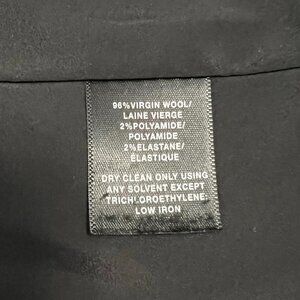 96%VIRGIN WOOL/
LAINE VIERGE
2%POLYAMIDE/
POLYAMIDE
2%ELASTANE/
ÉLASTIQUE
DRY CLEAN ONLY USING
ANY SOLVENT EXCEPT
TRICHLOROETHYLENE:
LOW IRON